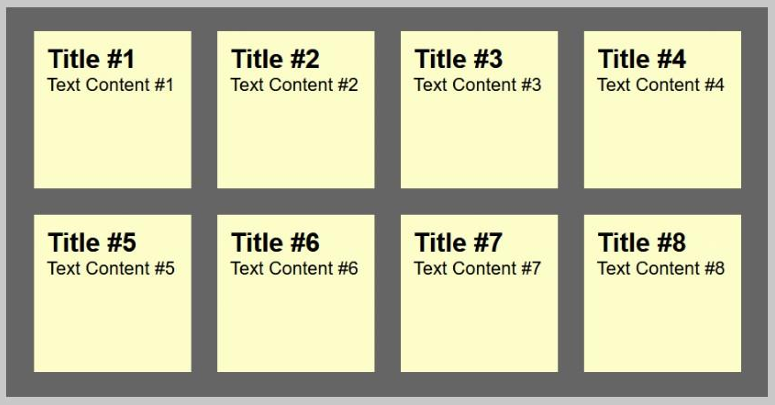 Title #1
Text Content #1
Title #2
Text Content #2
Title #3
Text Content #3
Title #4
Text Content #4
Title #5
Text Content #5
Title #6
Text Content #6
Title #7
Text Content #7
Title #8
Text Content #8